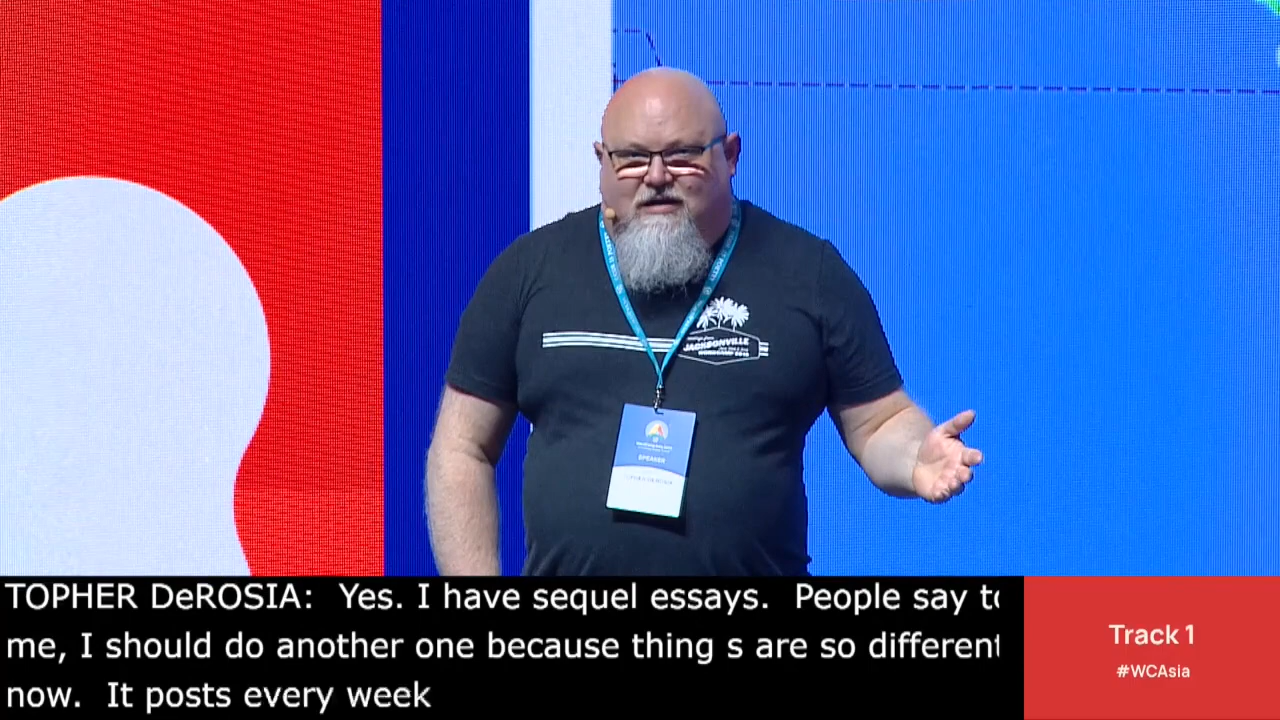 JACKSONVILLE
SPEAKER
TOPHER DeROSIA:  Yes. I have sequel essays.  People say to
me, I should do another one because thing s are so different
now.  It posts every week
Track 1
#WCAsia